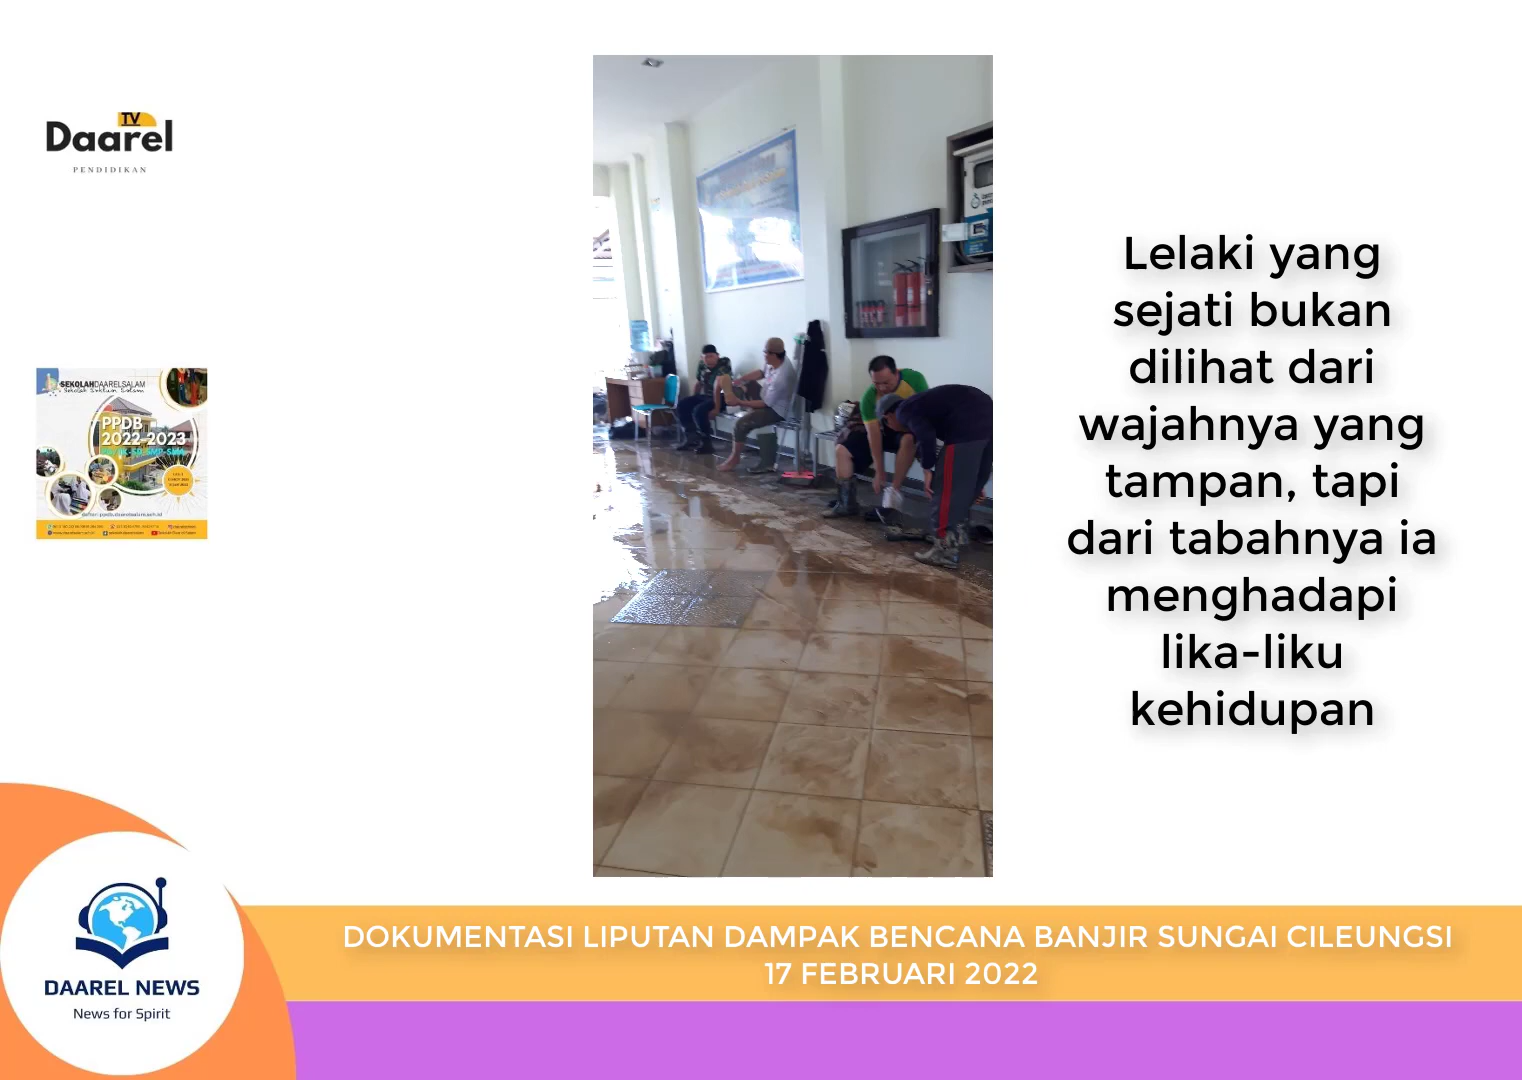 TV
Daarel
PENDIDIKAN
SEKOLAHDAARELSALAM
PPDB
2022-2023
Lelaki yang
sejati bukan
dilihat dari
wajahnya yang
tampan, tapi
dari tabahnya ia
menghadapi
lika-liku
kehidupan
DAAREL NEWS
News for Spirit
DOKUMENTASI LIPUTAN DAMPAK BENCANA BANJIR SUNGAI CILEUNGSI
17 FEBRUARI 2022